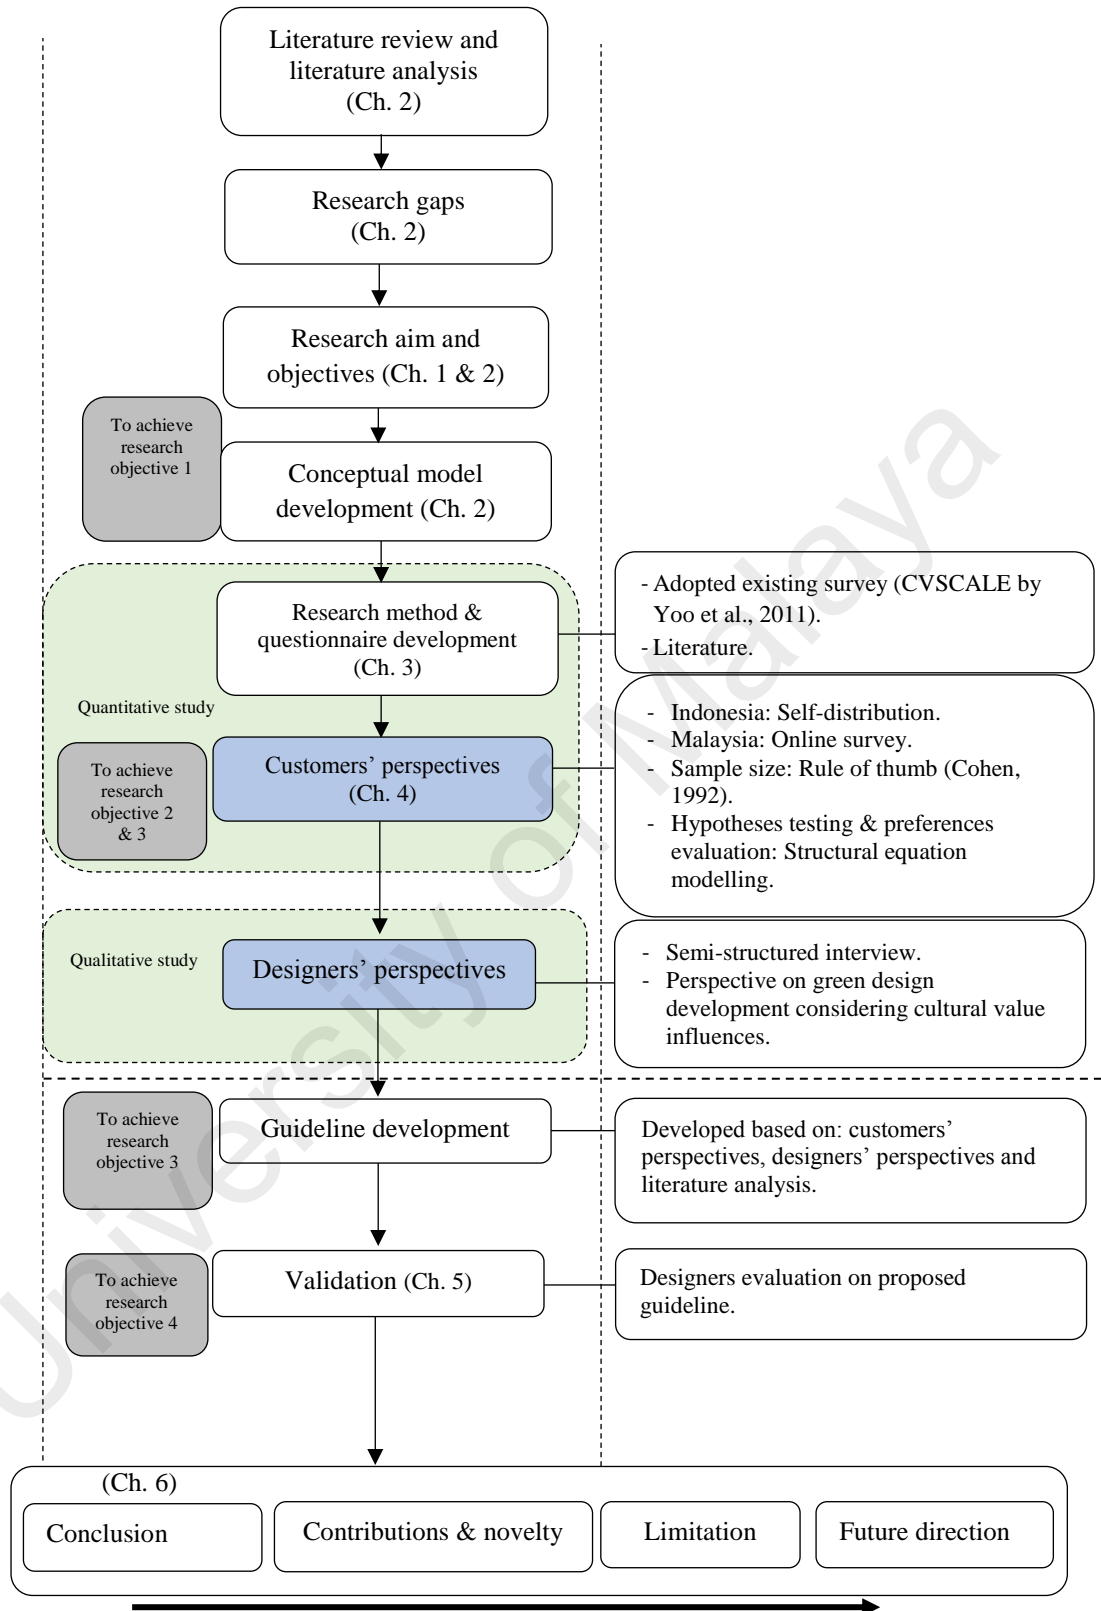 Literature review and
literature analysis
(Ch. 2)
Research gaps
(Ch. 2)
Research aim and
objectives (Ch. 1 & 2)
To achieve
research
objective 1
Conceptual model
development (Ch. 2)
Research method &
questionnaire development
(Ch. 3)
- Adopted existing survey (CVSCALE by
Yoo et al., 2011).
- Literature.
Quantitative study
To achieve
research
objective 2
& 3
Customers’ perspectives
(Ch. 4)
- Indonesia: Self-distribution.
- Malaysia: Online survey.
- Sample size: Rule of thumb (Cohen,
1992).
- Hypotheses testing & preferences
evaluation: Structural equation
modelling.
Qualitative study
Designers’ perspectives
- Semi-structured interview.
- Perspective on green design
development considering cultural value
influences.
To achieve
research
objective 3
Guideline development
Developed based on: customers’
perspectives, designers’ perspectives and
literature analysis.
To achieve
research
objective 4
Validation (Ch. 5)
Designers evaluation on proposed
guideline.
(Ch. 6)
Conclusion
Contributions & novelty
Limitation
Future direction
University of Malaya